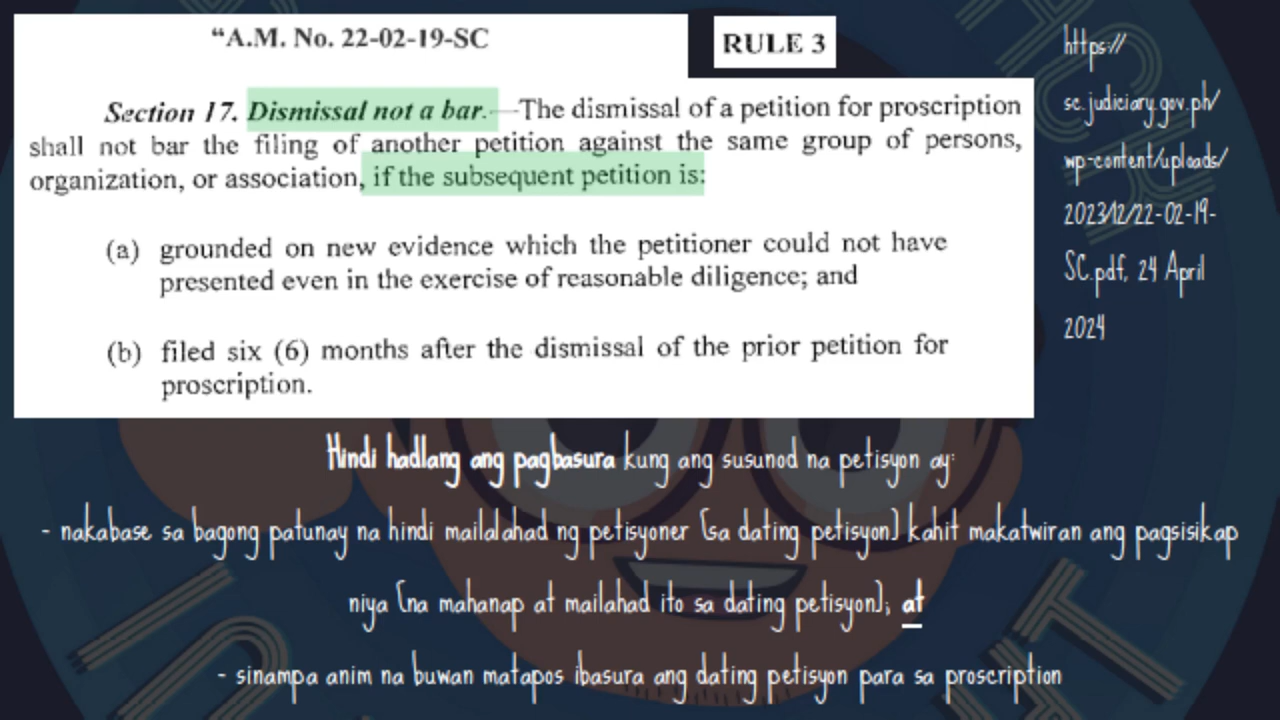 “A.M. No. 22-02-19-SC
RULE 3
Section 17. Dismissal not a bar. —The dismissal of a petition for proscription
shall not bar the filing of another petition against the same group of persons,
organization, or association, if the subsequent petition is:
(a) grounded on new evidence which the petitioner could not have
presented even in the exercise of reasonable diligence; and
(b) filed six (6) months after the dismissal of the prior petition for
proscription.
https://
sc.judiciary.gov.ph/
wp-content/uploads/
2023/12/22-02-19-
SC.pdf, 24 April
2024
Hindi hadlang ang pagbasura kung ang susunod na petisyon ay:
- nakabase sa bagong patunay na hindi mailalahad ng petisyoner (sa dating petisyon) kahit makatwiran ang pagsisikap
niya (na mahanap at mailahad ito sa dating petisyon); at
- sinampa anim na buwan matapos ibasura ang dating petisyon para sa proscription